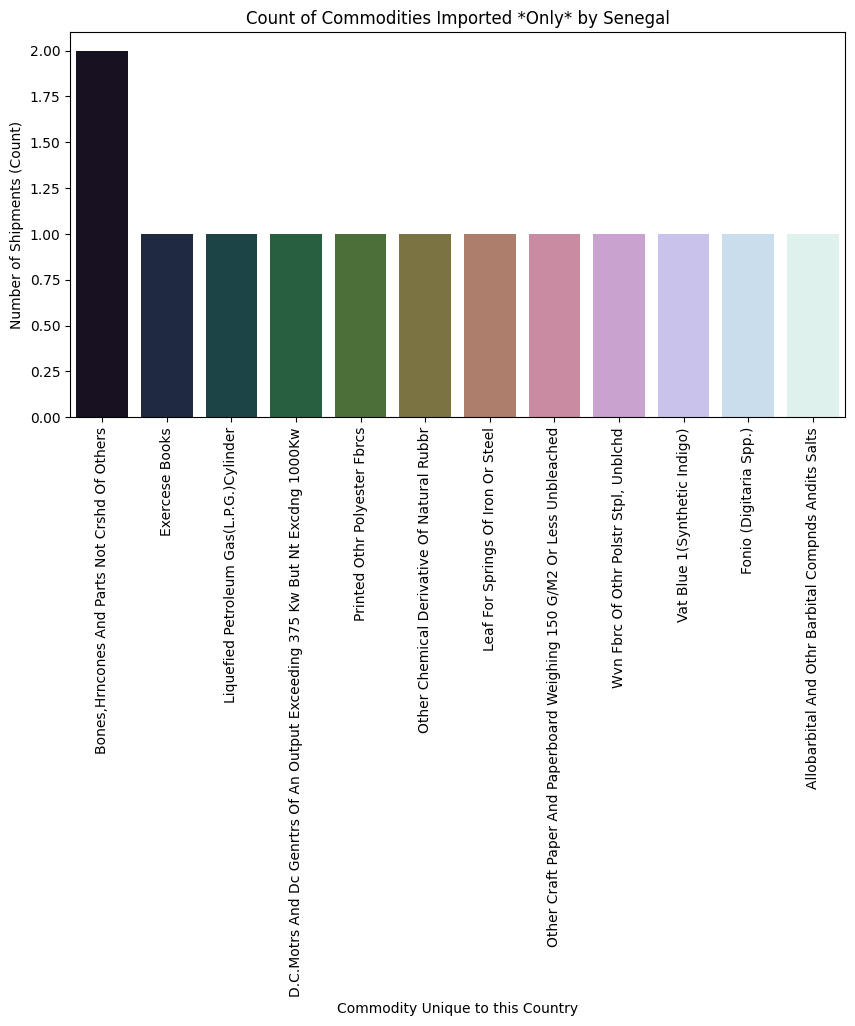 Count of Commodities Imported *Only* by Senegal
Number of Shipments (Count)
2.00
1.75
1.50
1.25
1.00
0.75
0.50
0.25
0.00
Bones,Hrncones And Parts Not Crshd Of Others
Exercese Books
Liquefied Petroleum Gas(L.P.G.)Cylinder
D.C.Motrs And Dc Genrtrs Of An Output Exceeding 375 Kw But Nt Excdng 1000Kw
Printed Othr Polyester Fbrcs
Other Chemical Derivative Of Natural Rubbr
Leaf For Springs Of Iron Or Steel
Other Craft Paper And Paperboard Weighing 150 G/M2 Or Less Unbleached
Wvn Fbrc Of Othr Polstr Stpl, Unblchd
Vat Blue 1(Synthetic Indigo)
Fonio (Digitaria Spp.)
Allobarbital And Othr Barbital Compnds Andits Salts
Commodity Unique to this Country